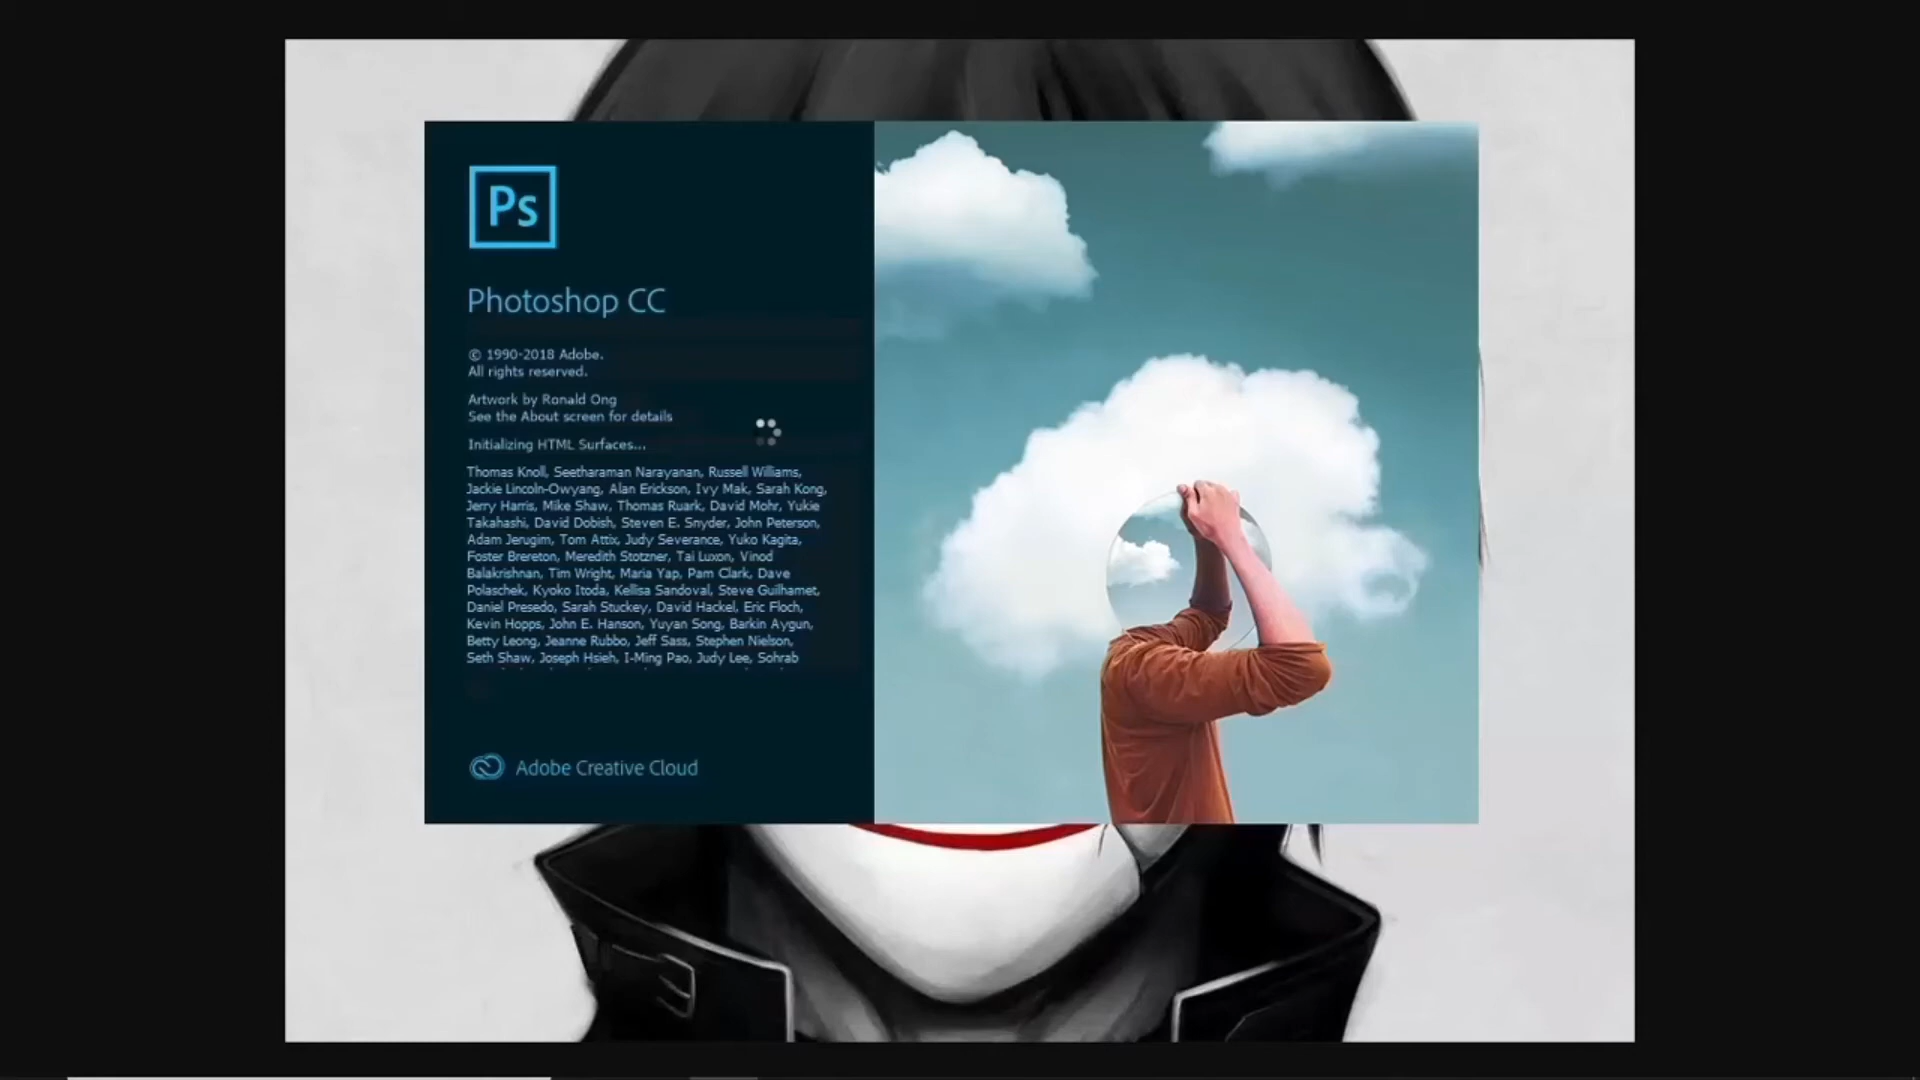 Ps
Photoshop CC
© 1990-2018 Adobe.
All rights reserved.
Artwork by Ronald Ong
See the About screen for details
Initializing HTML Surfaces...
Thomas Knoll, Seetharaman Narayanan, Russell Williams,
Jackie Lincoln-Owyang, Alan Erickson, Ivy Mak, Sarah Kong,
Jerry Harris, Mike Shaw, Thomas Ruark, David Mohr, Yukie
Takahashi, David Dobish, Steven E. Snyder, John Peterson,
Adam Jerugim, Tom Attix, Judy Severance, Yuko Kagita,
Foster Brereton, Meredith Stotzner, Tai Luxon, Vinod
Balakrishnan, Tim Wright, Maria Yap, Pam Clark, Dave
Polaschek, Kyoko Itoda, Kellisa Sandoval, Steve Guilhamet,
Daniel Presedo, Sarah Stuckey, David Hackel, Eric Floch,
Kevin Hopps, John E. Hanson, Yuyan Song, Barkin Aygun,
Betty Leong, Jeanne Rubbo, Jeff Sass, Stephen Nielson,
Seth Shaw, Joseph Hsieh, I-Ming Pao, Judy Lee, Sohrab
Adobe Creative Cloud